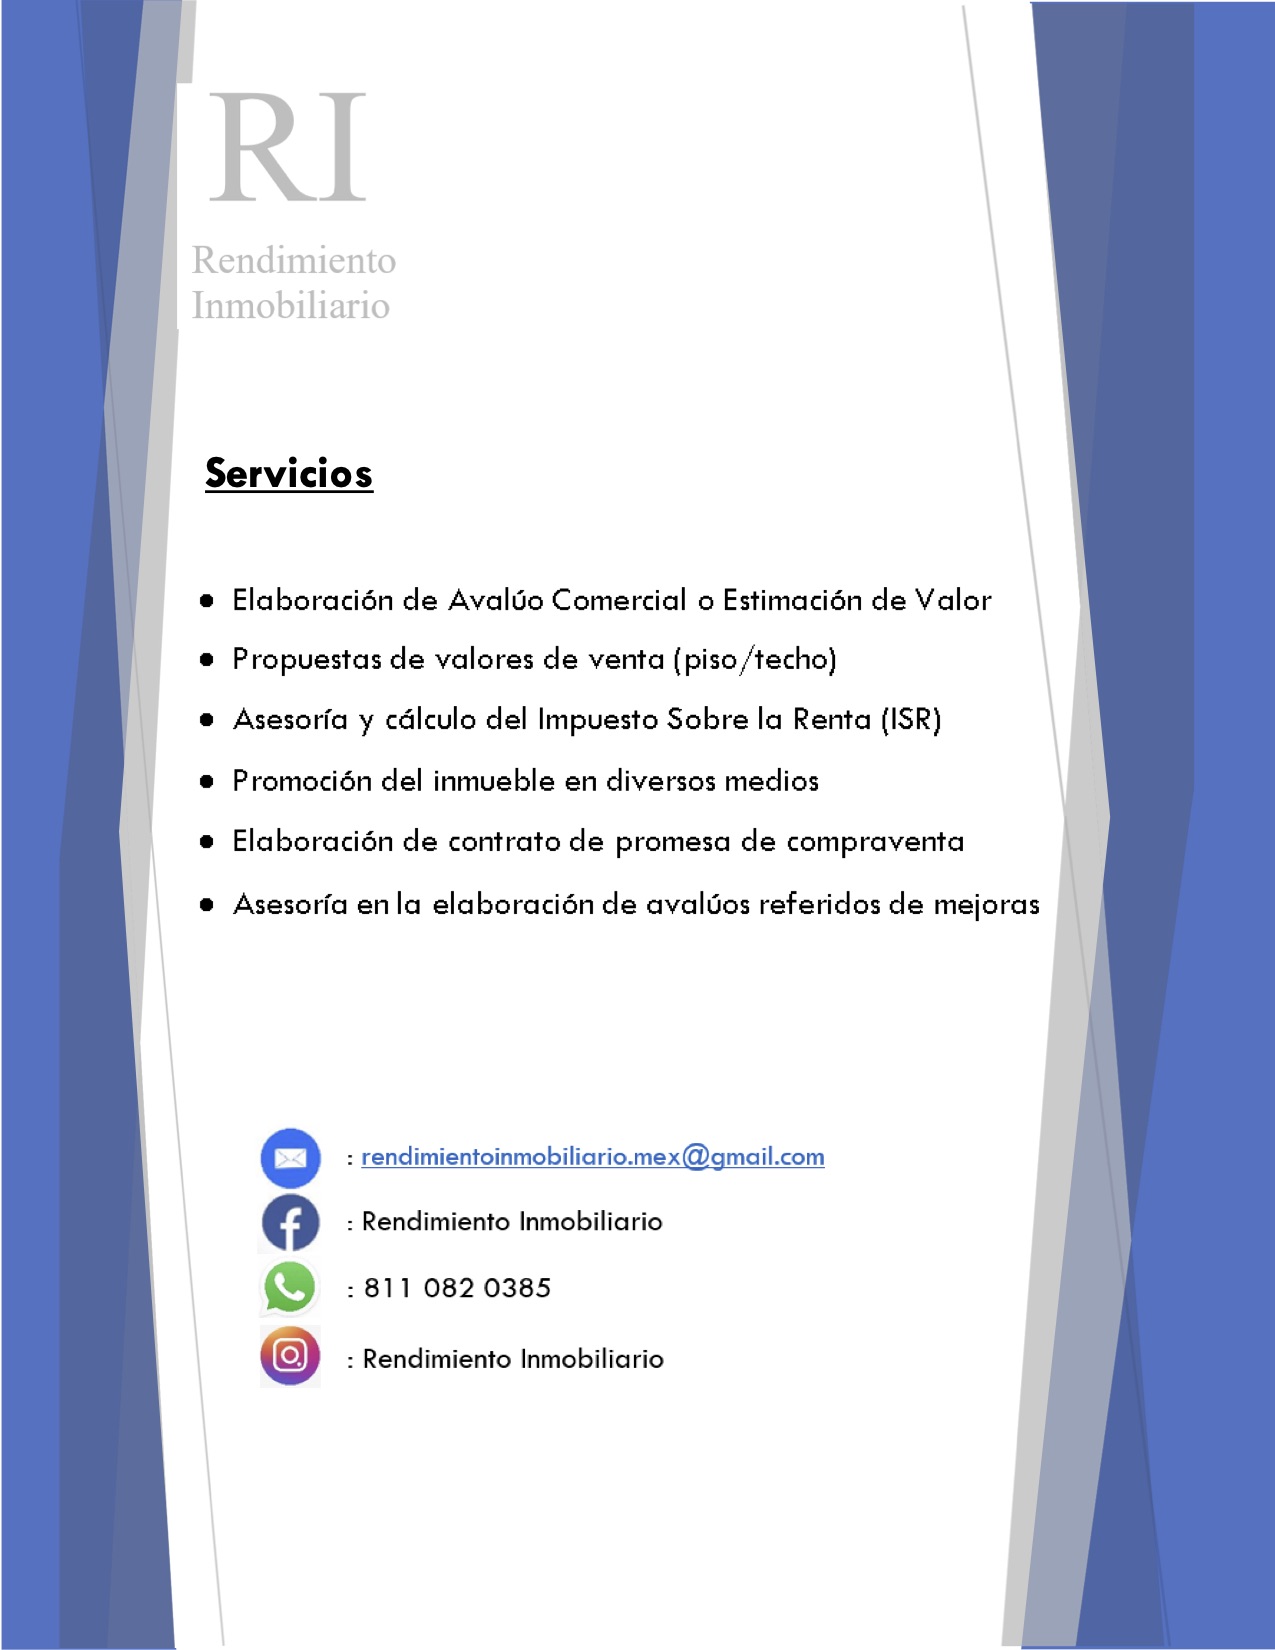 RI
Rendimiento
Inmobiliario
Servicios
• Elaboración de Avalúo Comercial o Estimación de Valor
• Propuestas de valores de venta (piso/techo)
• Asesoría y cálculo del Impuesto Sobre la Renta (ISR)
• Promoción del inmueble en diversos medios
• Elaboración de contrato de promesa de compraventa
• Asesoría en la elaboración de avalúos referidos de mejoras
: rendimientoinmobiliario.mex@gmail.com
: Rendimiento Inmobiliario
: 811 082 0385
: Rendimiento Inmobiliario